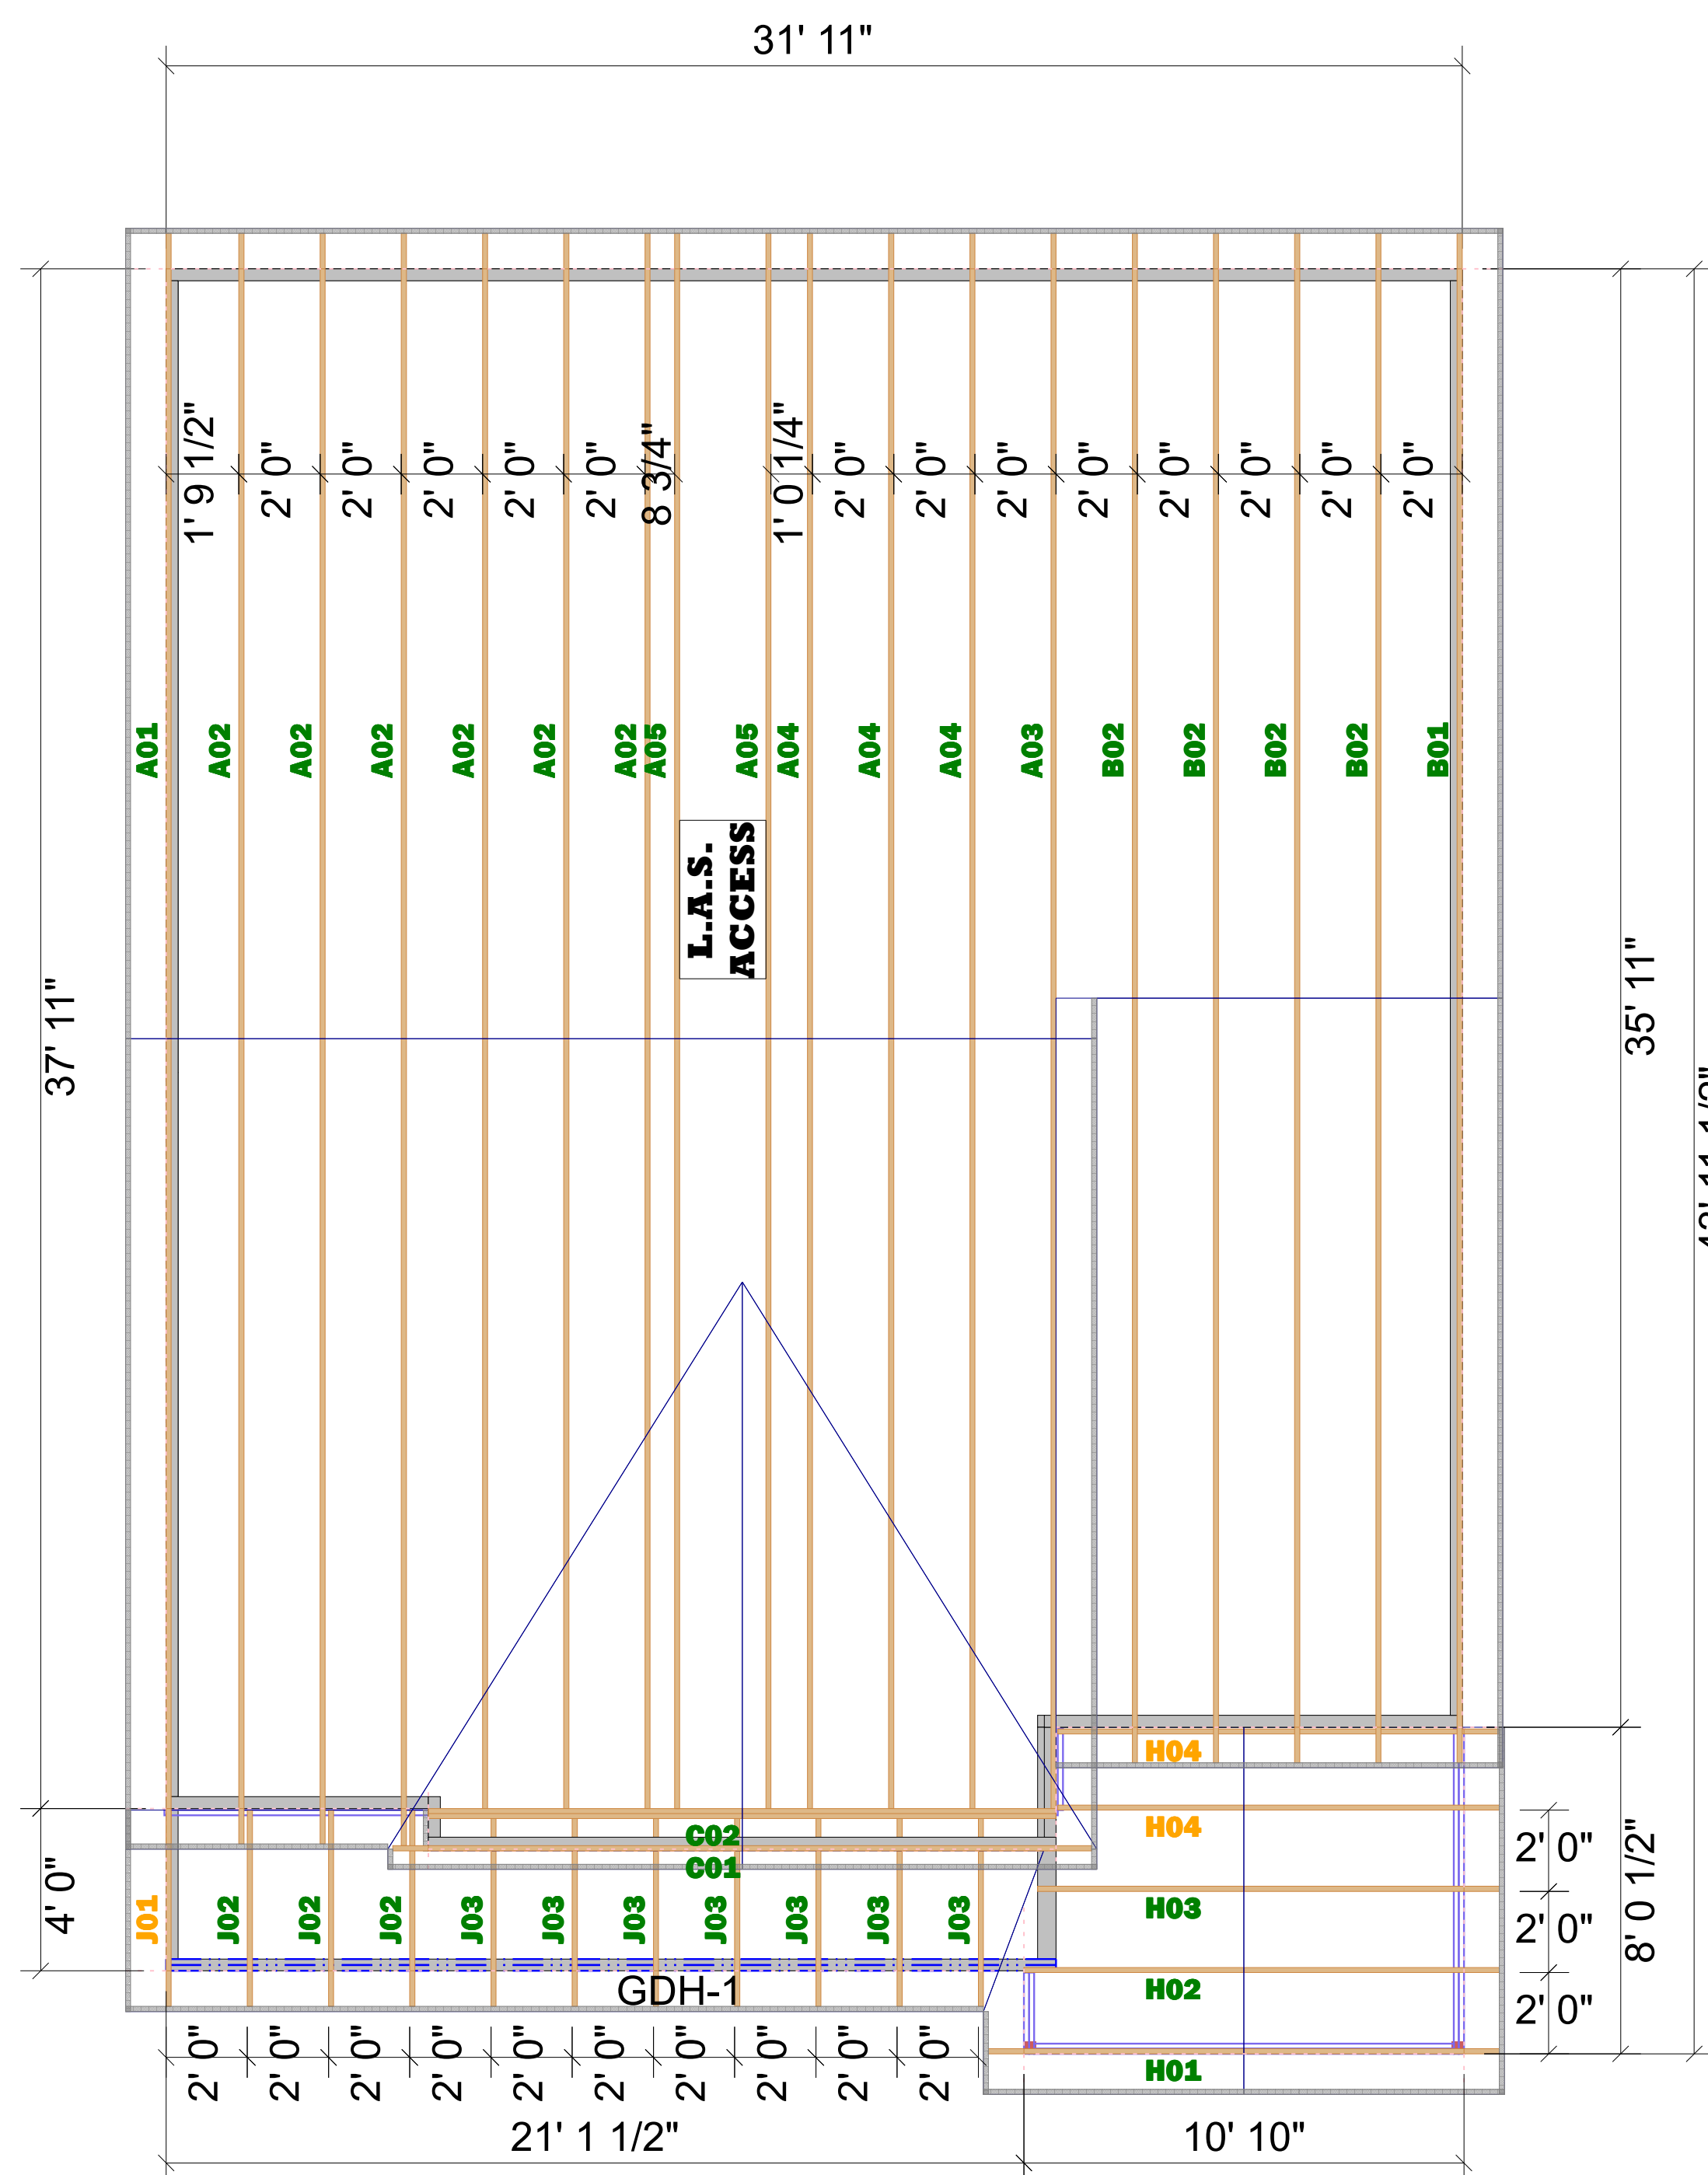 31' 11"
1' 9 1/2"
2' 0"
2' 0"
2' 0"
2' 0"
2' 0"
8 3/4"
1' 0 1/4"
2' 0"
2' 0"
2' 0"
2' 0"
2' 0"
2' 0"
2' 0"
2' 0"
A01
A02
A02
A02
A02
A02
A02
A05
A05
A04
A04
A04
A03
B02
B02
B02
B02
B01
L.A.S.
ACCESS
37' 11"
35' 11"
H04
H04
C02
C01
4' 0"
J01
J02
J02
J02
J03
J03
J03
J03
J03
J03
J03
H03
H02
H01
2' 0"
2' 0"
2' 0"
8' 0 1/2"
GDH-1
2' 0"
2' 0"
2' 0"
2' 0"
2' 0"
2' 0"
2' 0"
2' 0"
2' 0"
2' 0"
21' 1 1/2"
10' 10"